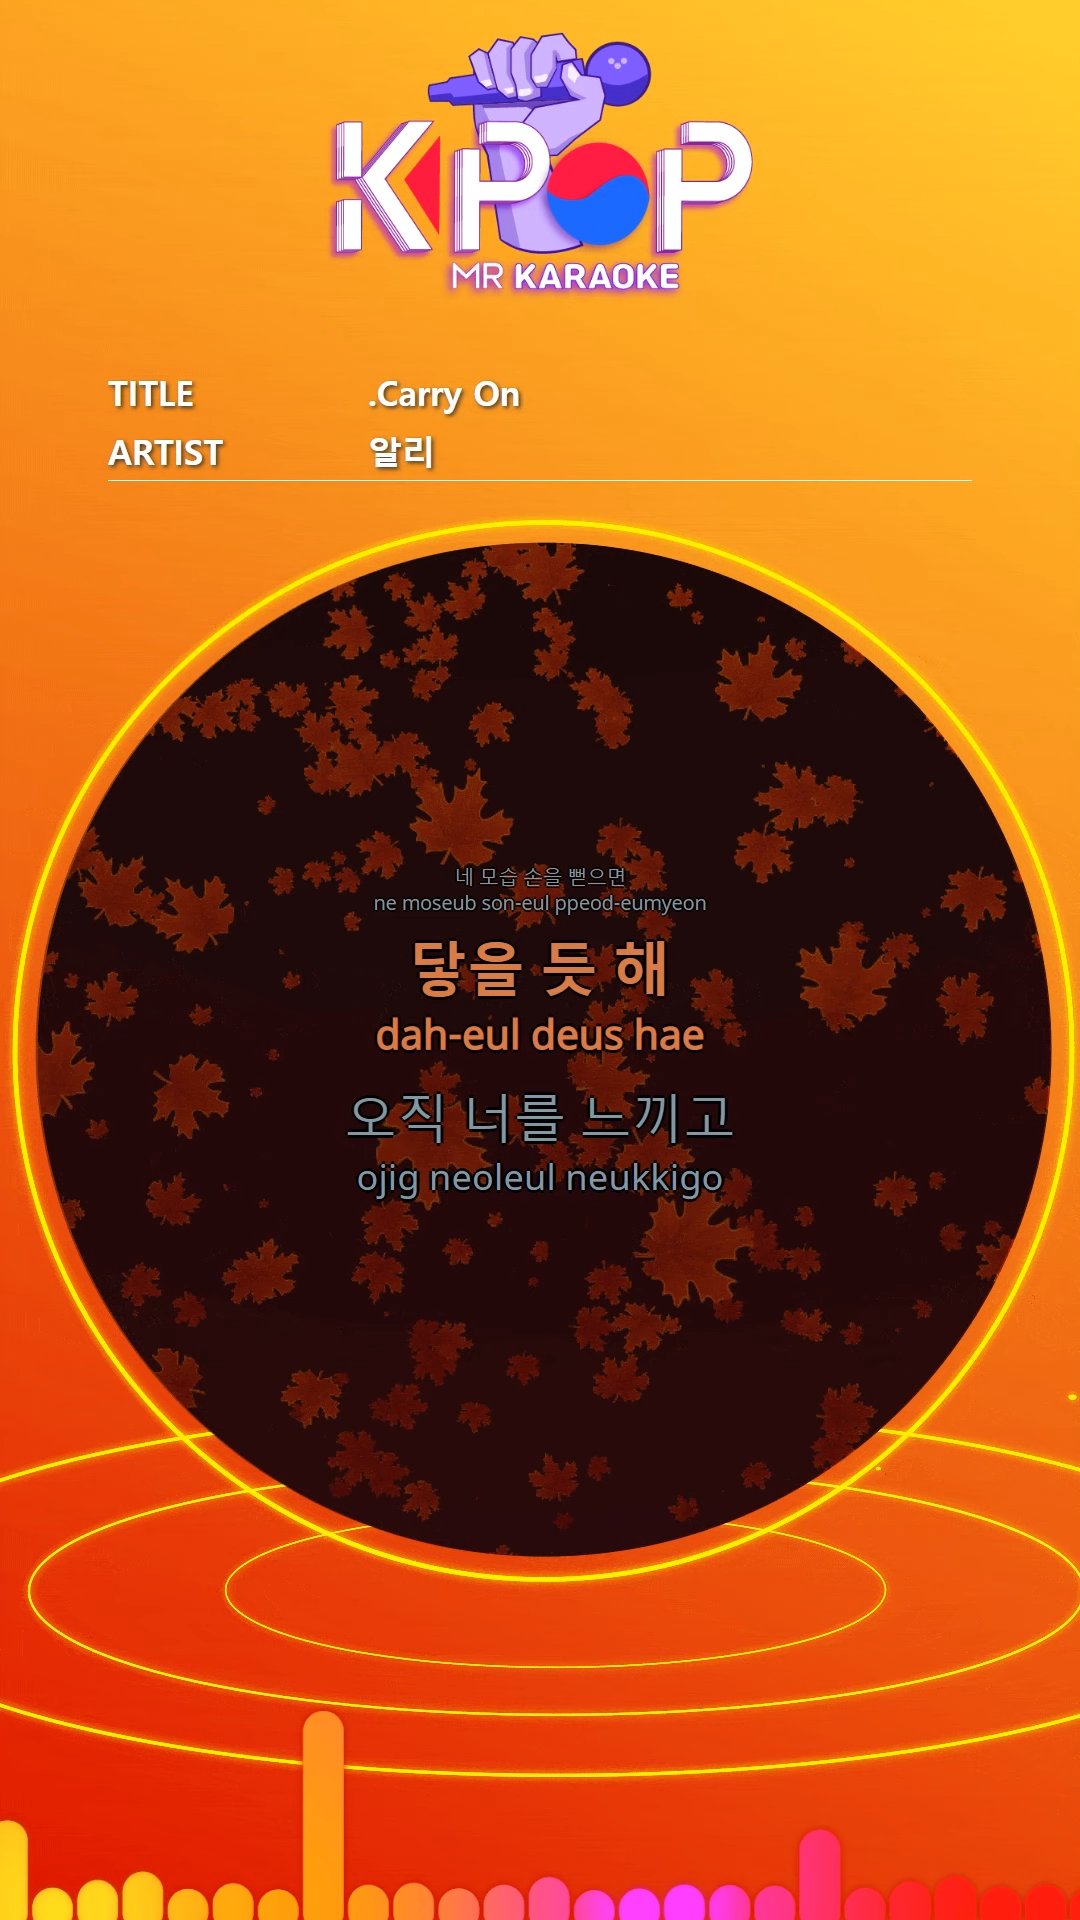 KPOP
MR KARAOKE
TITLE .Carry On
ARTIST 알리
네 모습 손을 뻗으면
ne moseub son-eul ppeod-eumyeon
닿을 듯 해
dah-eul deus hae
오직 너를 느끼고
ojig neoleul neukkigo